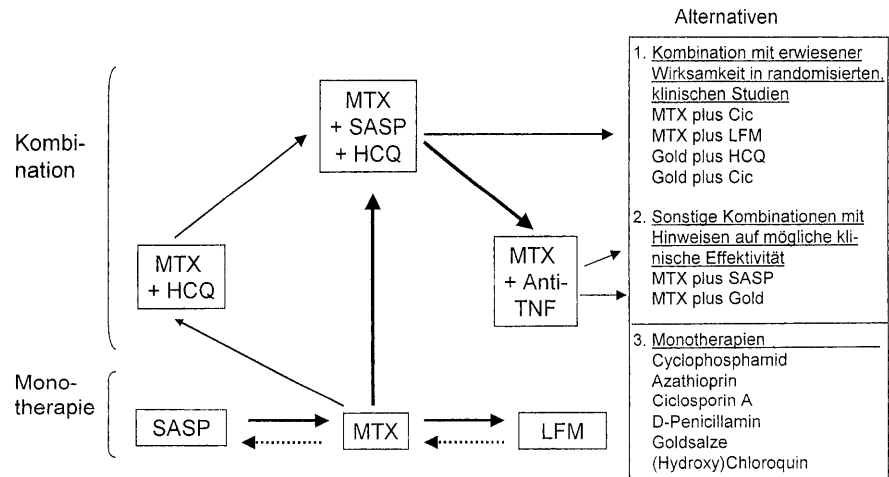 Alternativen
Kombi-
nation
MTX
+ SASP
+ HCQ
MTX
+ HCQ
MTX
+ Anti-
TNF
Mono-
therapie
SASP
MTX
LFM
1. Kombination mit erwiesener
Wirksamkeit in randomisierten,
klinischen Studien
MTX plus Cic
MTX plus LFM
Gold plus HCQ
Gold plus Cic
2. Sonstige Kombinationen mit
Hinweisen auf mögliche kli-
nische Effektivität
MTX plus SASP
MTX plus Gold
3. Monotherapien
Cyclophosphamid
Azathioprin
Ciclosporin A
D-Penicillamin
Goldsalze
(Hydroxy)Chloroquin